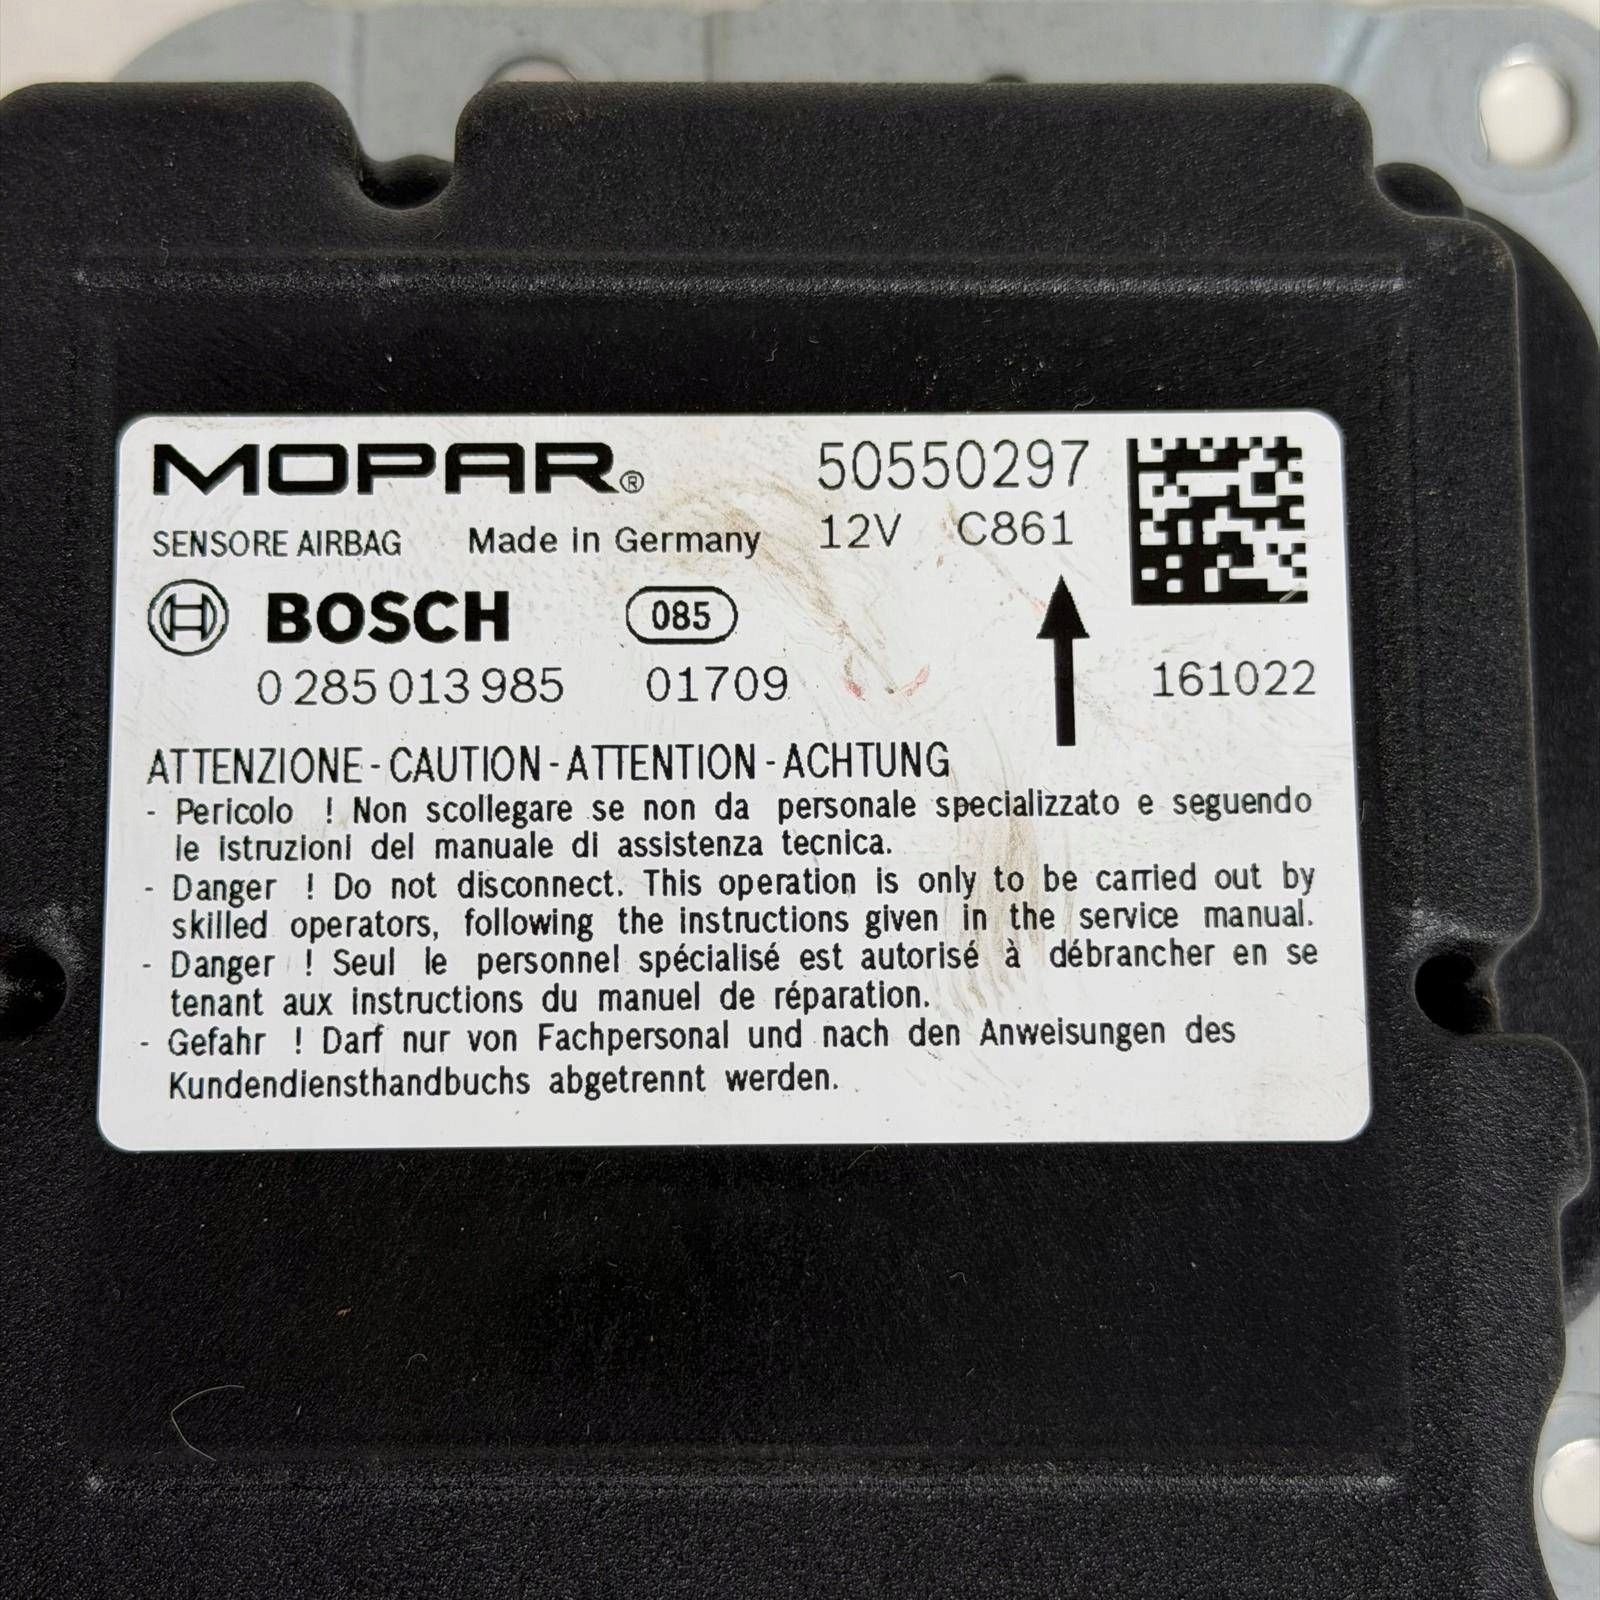 MOPAR® 50550297
SENSORE AIRBAG Made in Germany 12V C861
BOSCH 085
0 285 013 985 01709 161022
ATTENZIONE - CAUTION - ATTENTION - ACHTUNG
- Pericolo ! Non scollegare se non da personale specializzato e seguendo
le istruzioni del manuale di assistenza tecnica.
- Danger ! Do not disconnect. This operation is only to be carried out by
skilled operators, following the instructions given in the service manual.
- Danger ! Seul le personnel spécialisé est autorisé à débrancher en se
tenant aux instructions du manuel de réparation.
- Gefahr ! Darf nur von Fachpersonal und nach den Anweisungen des
Kundendiensthandbuchs abgetrennt werden.